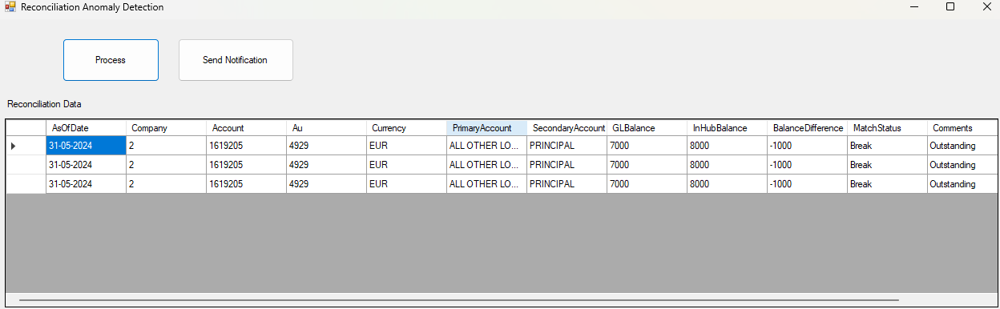 Reconciliation Anomaly Detection
Process Send Notification
Reconciliation Data
AsOfDate Company Account Au Currency PrimaryAccount SecondaryAccount GLBalance InHubBalance BalanceDifference MatchStatus Comments
31-05-2024 2 1619205 4929 EUR ALL OTHER LO... PRINCIPAL 7000 8000 -1000 Break Outstanding
31-05-2024 2 1619205 4929 EUR ALL OTHER LO... PRINCIPAL 7000 8000 -1000 Break Outstanding
31-05-2024 2 1619205 4929 EUR ALL OTHER LO... PRINCIPAL 7000 8000 -1000 Break Outstanding